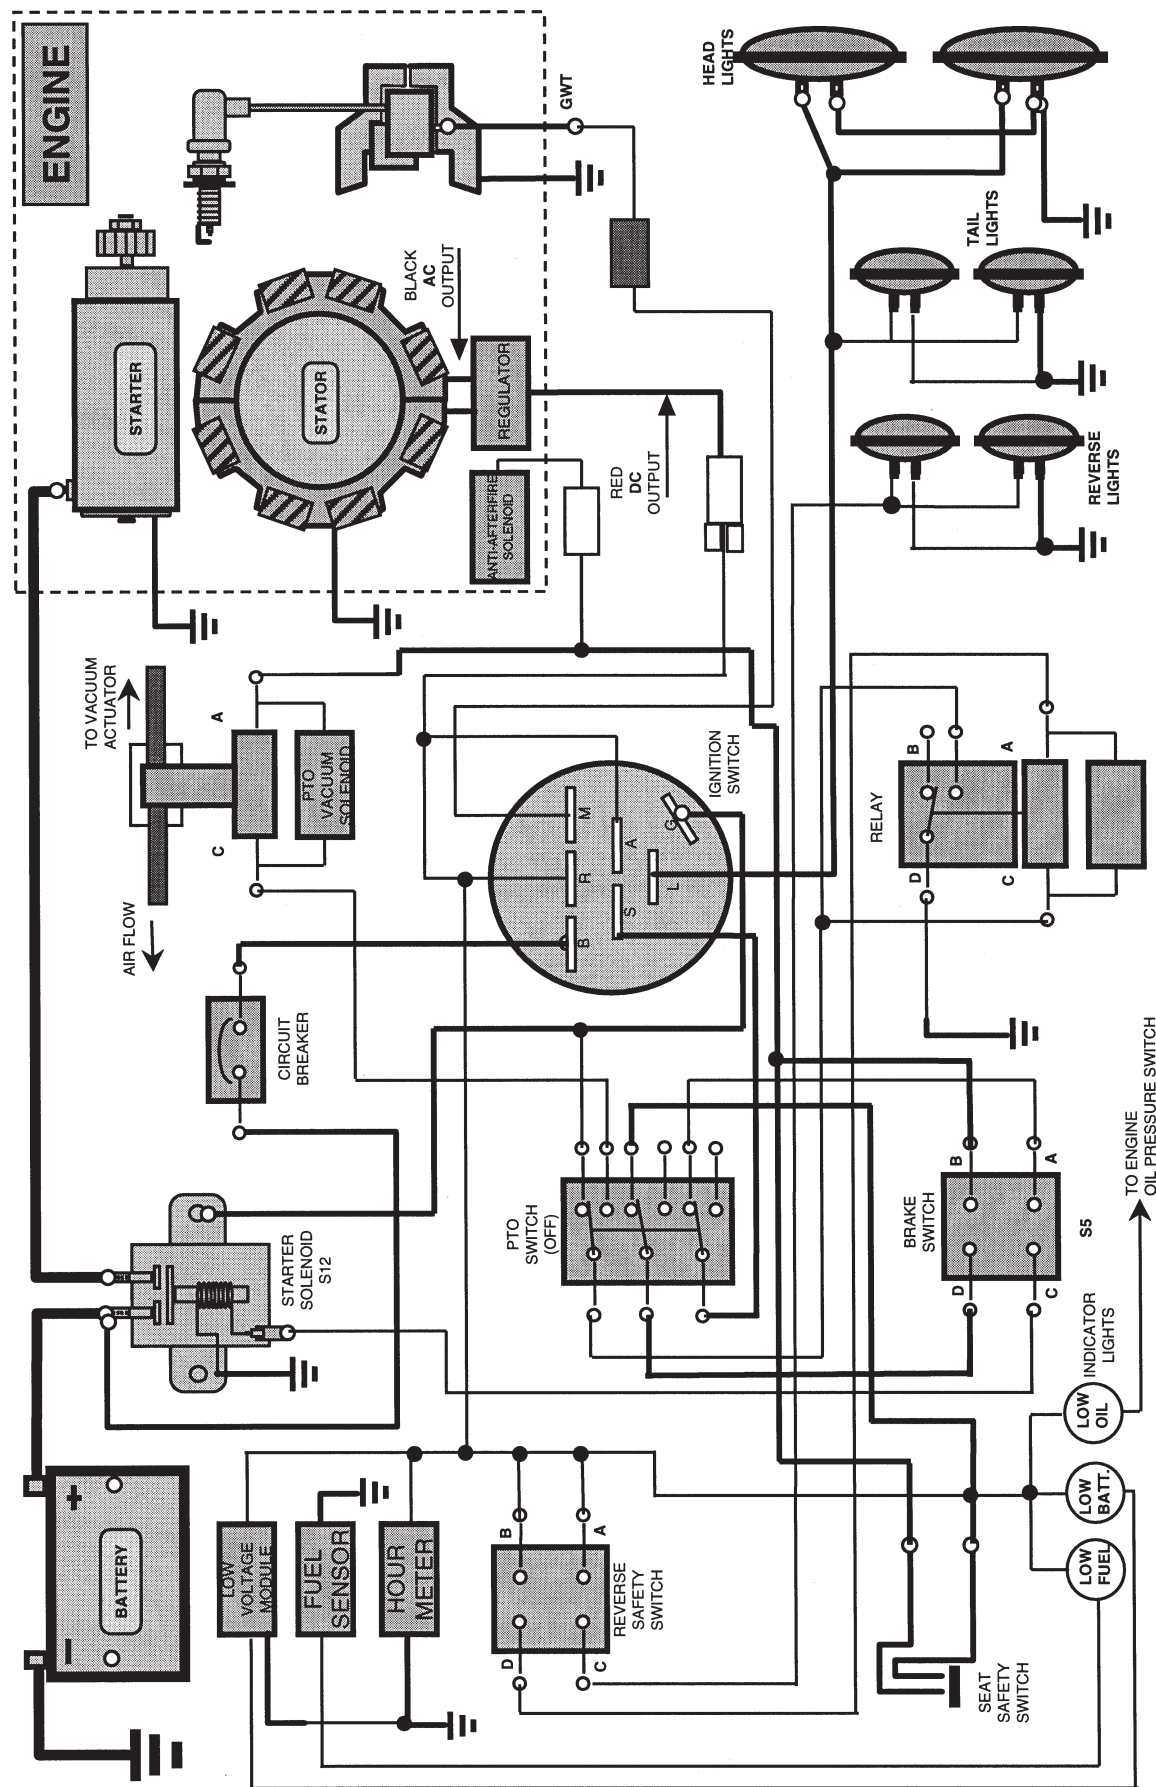 ENGINE
STARTER
STATOR
GWT
BLACK
AC
OUTPUT
REGULATOR
ANTI-AFTERFIRE
SOLENOID
RED
DC
OUTPUT
HEAD
LIGHTS
TAIL
LIGHTS
REVERSE
LIGHTS
TO VACUUM
ACTUATOR
AIR FLOW
A
C
PTO
VACUUM
SOLENOID
CIRCUIT
BREAKER
IGNITION
SWITCH
M
R
B
A
S
L
G
RELAY
B
A
D
C
STARTER
SOLENOID
S12
PTO
SWITCH
(OFF)
BRAKE
SWITCH
B
A
D
C
S5
TO ENGINE
OIL PRESSURE SWITCH
INDICATOR
LIGHTS
LOW
OIL
LOW
BATT.
LOW
FUEL
BATTERY
+
–
LOW
VOLTAGE
MODULE
FUEL
SENSOR
HOUR
METER
B
A
D
C
REVERSE
SAFETY
SWITCH
SEAT
SAFETY
SWITCH